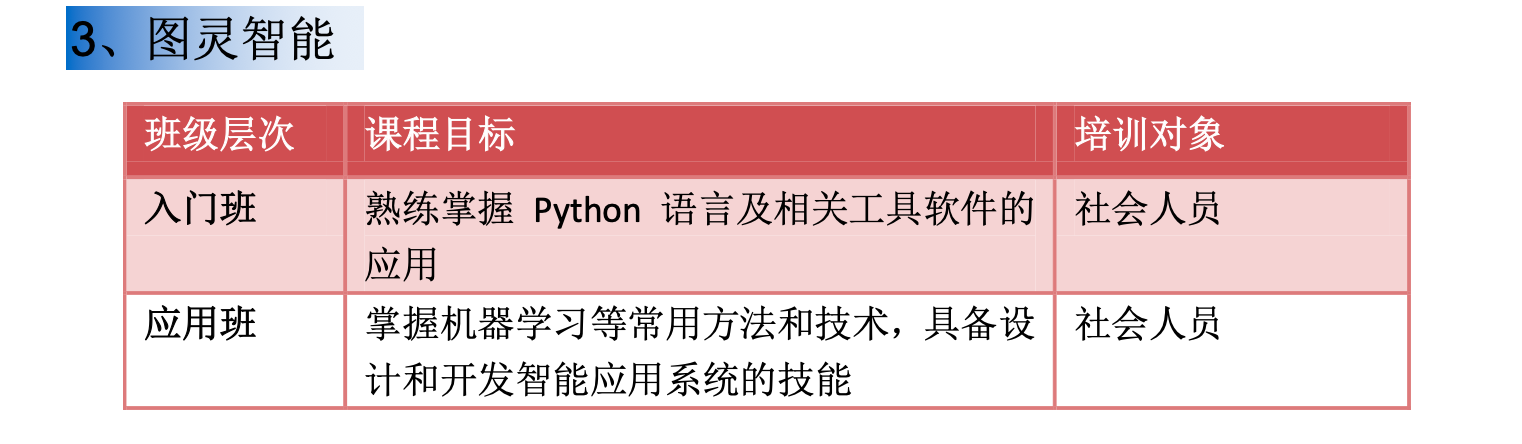 3、图灵智能
班级层次 课程目标 培训对象
入门班 熟练掌握 Python 语言及相关工具软件的 社会人员
应用
应用班 掌握机器学习等常用方法和技术，具备设 社会人员
计和开发智能应用系统的技能